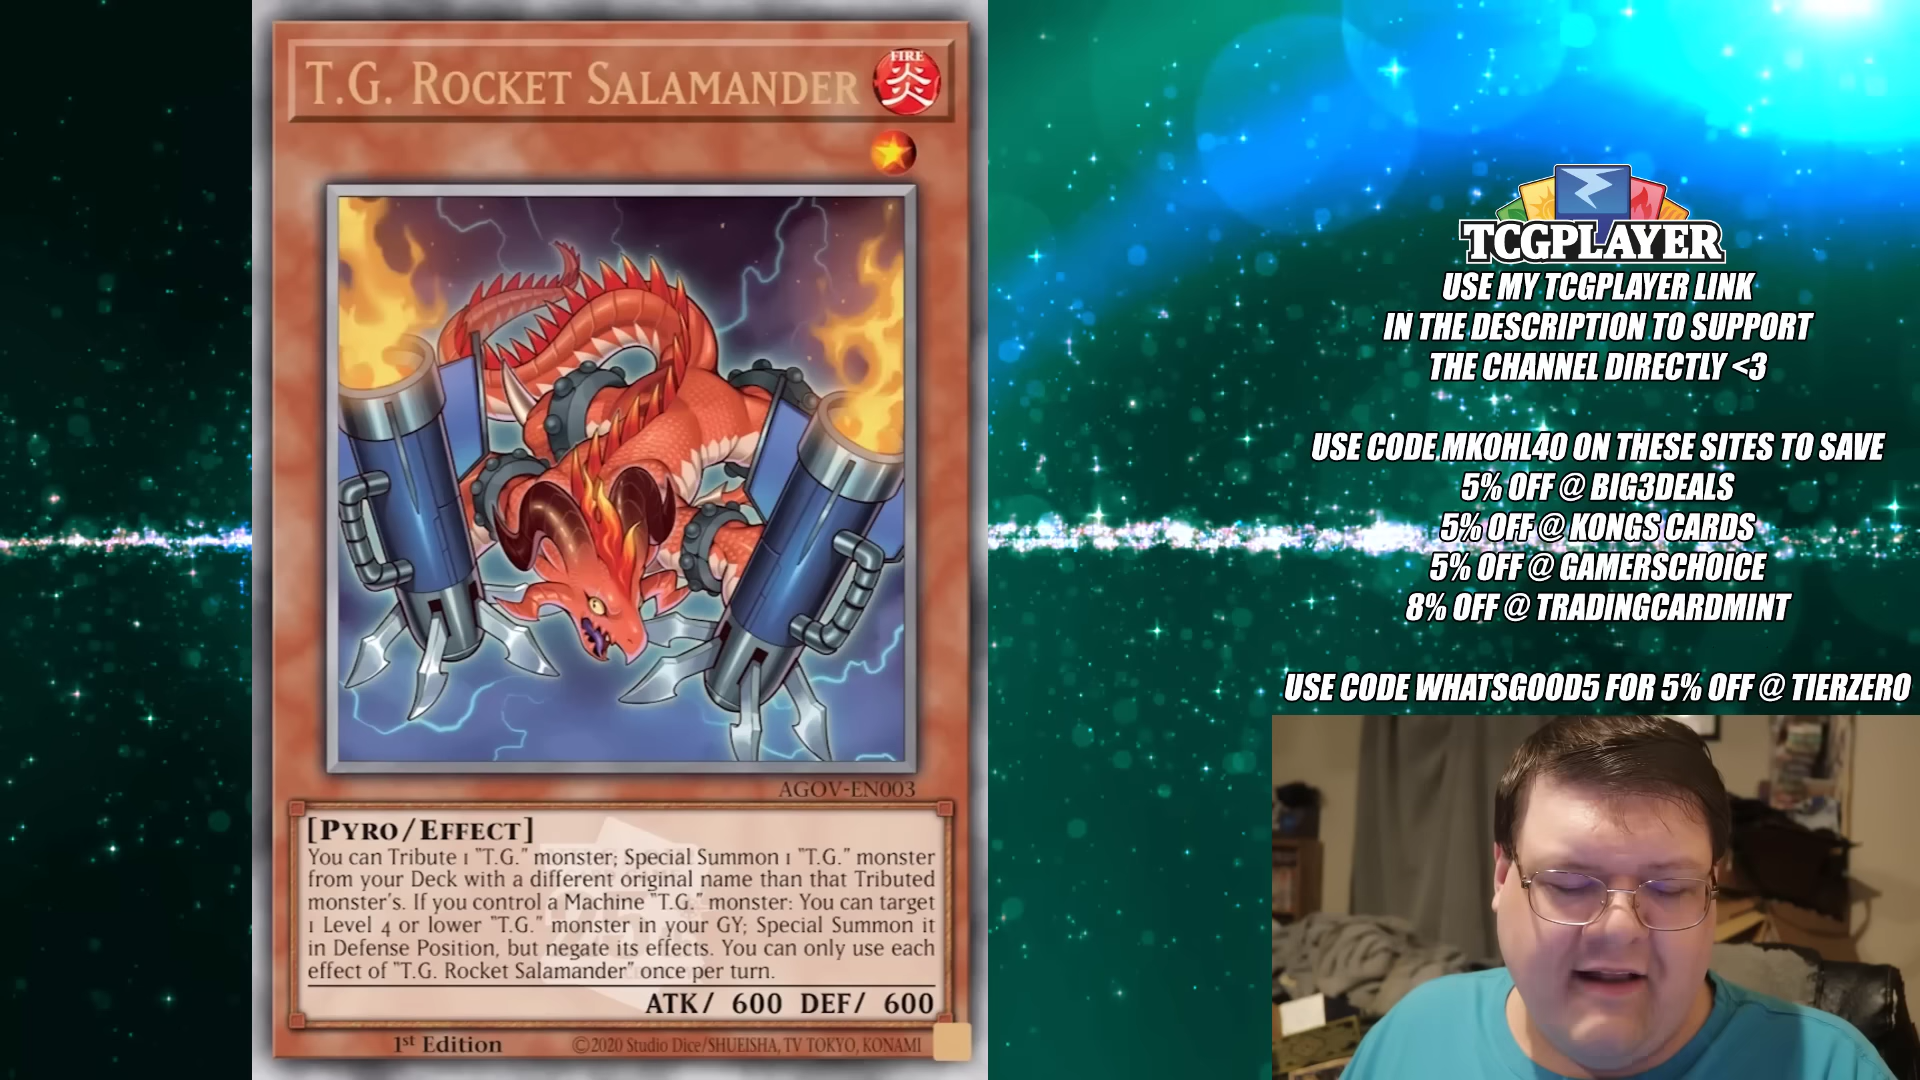 T.G. Rocket Salamander
FIRE
炎
AGOV-EN003
[Pyro/Effect]
You can Tribute 1 "T.G." monster; Special Summon 1 "T.G." monster
from your Deck with a different original name than that Tributed
monster's. If you control a Machine "T.G." monster: You can target
1 Level 4 or lower "T.G." monster in your GY; Special Summon it
in Defense Position, but negate its effects. You can only use each
effect of "T.G. Rocket Salamander" once per turn.
ATK/ 600 DEF/ 600
1st Edition
©2020 Studio Dice/SHUEISHA, TV TOKYO, KONAMI
TCGPLAYER
USE MY TCGPLAYER LINK
IN THE DESCRIPTION TO SUPPORT
THE CHANNEL DIRECTLY <3
USE CODE MKOHL40 ON THESE SITES TO SAVE
5% OFF @ BIG3DEALS
5% OFF @ KONGS CARDS
5% OFF @ GAMERSCHOICE
8% OFF @ TRADINGCARDMINT
USE CODE WHATSGOOD5 FOR 5% OFF @ TIERZERO